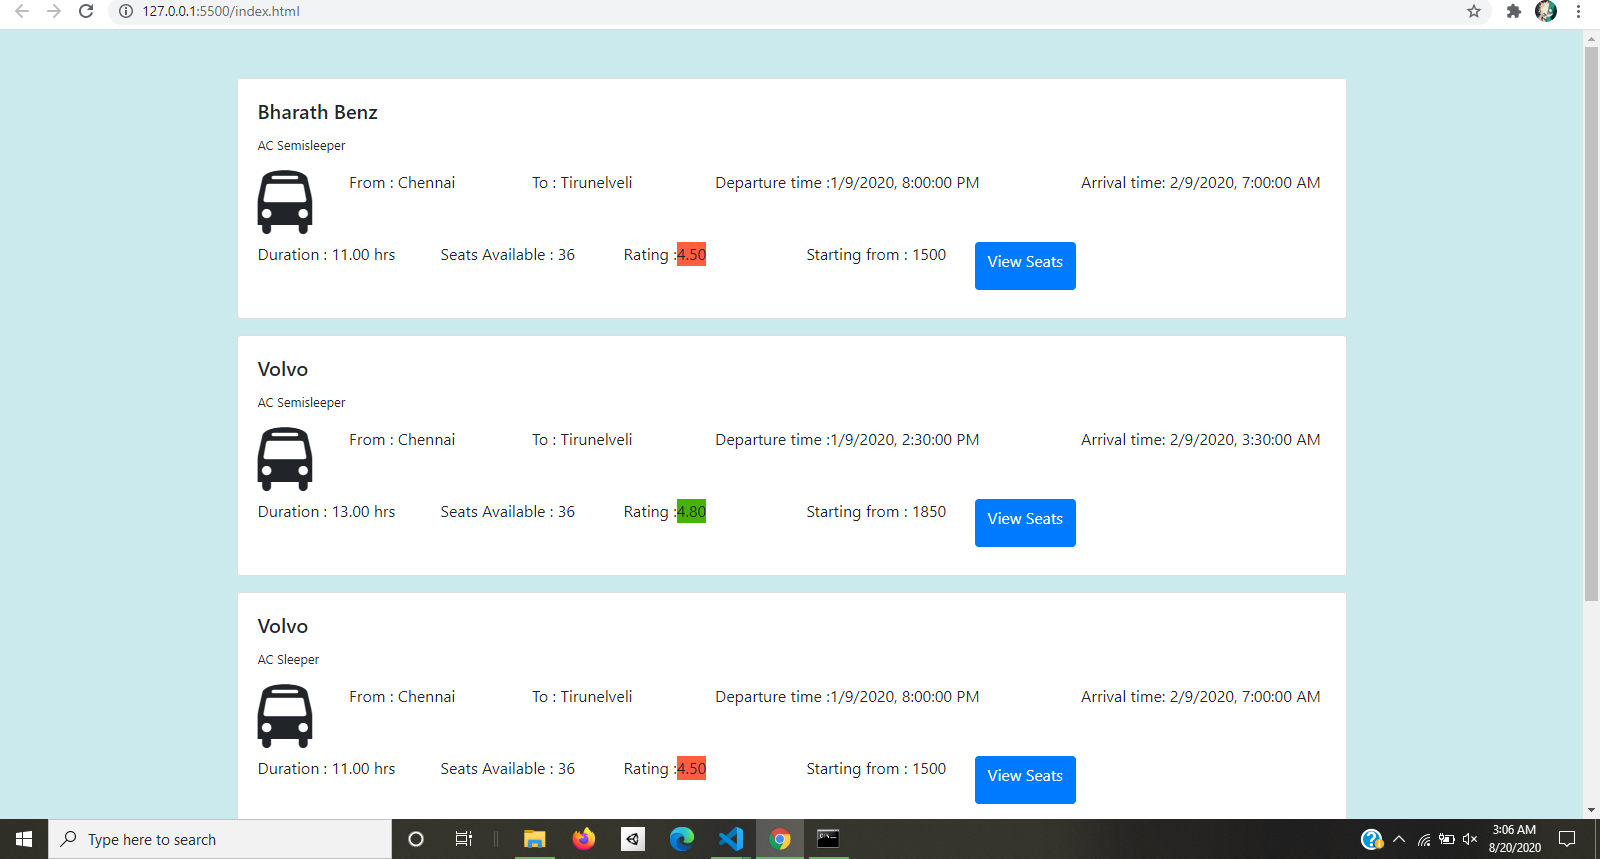 127.0.0.1:5500/index.html
Bharath Benz
AC Semisleeper
From : Chennai To : Tirunelveli Departure time :1/9/2020, 8:00:00 PM Arrival time: 2/9/2020, 7:00:00 AM
Duration : 11.00 hrs Seats Available : 36 Rating :4.50 Starting from : 1500 View Seats
Volvo
AC Semisleeper
From : Chennai To : Tirunelveli Departure time :1/9/2020, 2:30:00 PM Arrival time: 2/9/2020, 3:30:00 AM
Duration : 13.00 hrs Seats Available : 36 Rating :4.80 Starting from : 1850 View Seats
Volvo
AC Sleeper
From : Chennai To : Tirunelveli Departure time :1/9/2020, 8:00:00 PM Arrival time: 2/9/2020, 7:00:00 AM
Duration : 11.00 hrs Seats Available : 36 Rating :4.50 Starting from : 1500 View Seats
Type here to search
3:06 AM
8/20/2020